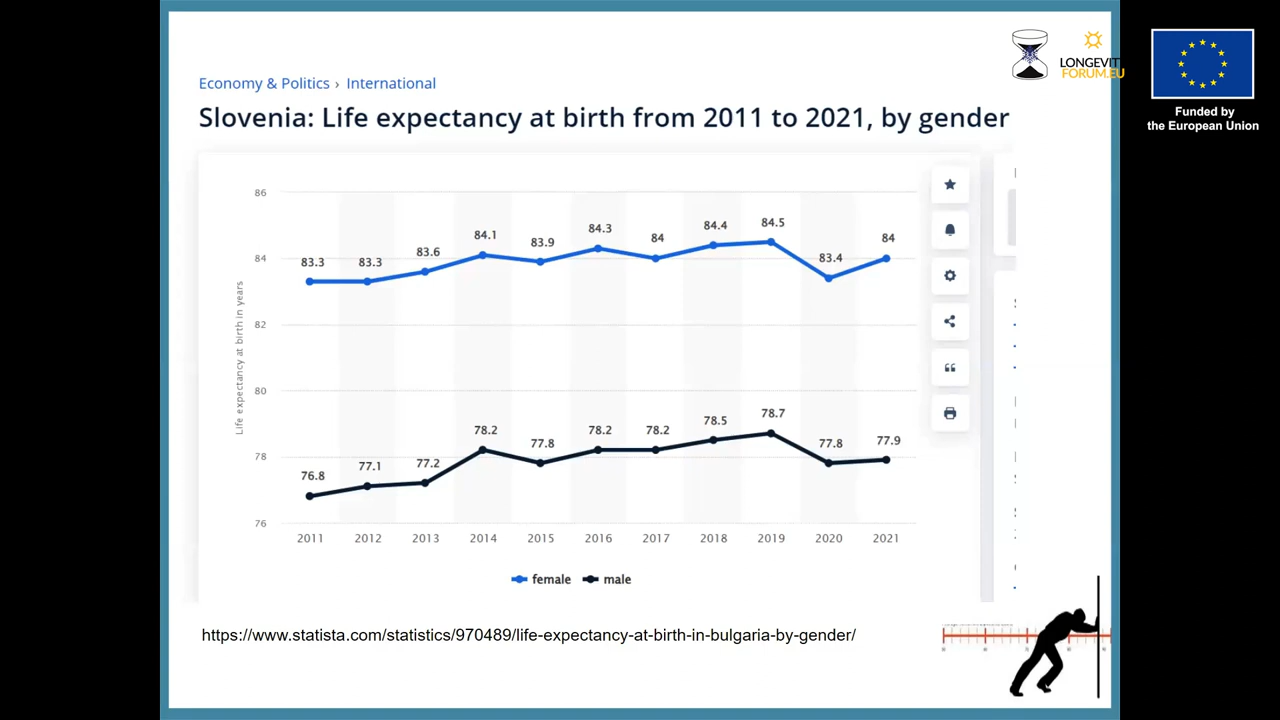 LONGEVIT
FORUM.EU
Funded by
the European Union
Economy & Politics › International
Slovenia: Life expectancy at birth from 2011 to 2021, by gender
86
84
82
80
78
76
Life expectancy at birth in years
83.3
83.3
83.6
84.1
83.9
84.3
84
84.4
84.5
83.4
84
76.8
77.1
77.2
78.2
77.8
78.2
78.2
78.5
78.7
77.8
77.9
2011 2012 2013 2014 2015 2016 2017 2018 2019 2020 2021
female male
https://www.statista.com/statistics/970489/life-expectancy-at-birth-in-bulgaria-by-gender/